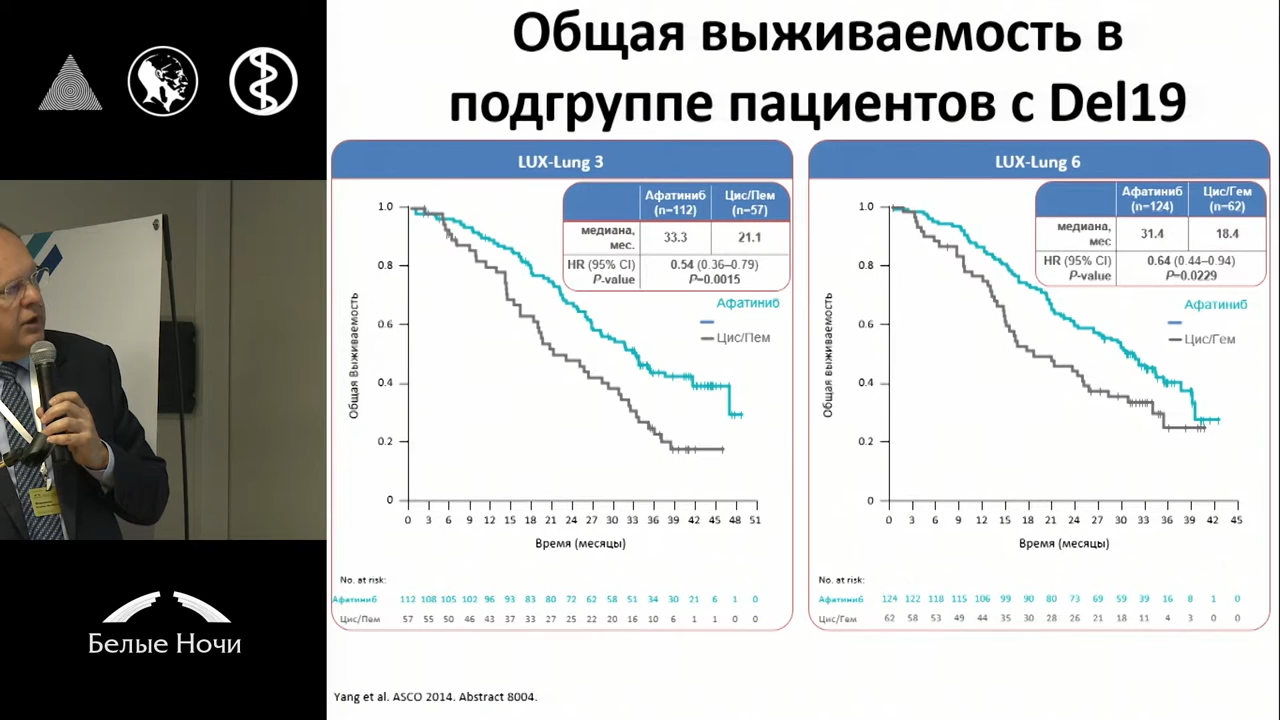 Общая выживаемость в
подгруппе пациентов с Del19
LUX-Lung 3
Афатиниб (n=112) Цис/Пем (n=57)
медиана, мес. 33.3 21.1
HR (95% CI) 0.54 (0.36–0.79)
P-value P=0.0015
Афатиниб
Цис/Пем
Общая Выживаемость
1.0
0.8
0.6
0.4
0.2
0
0 3 6 9 12 15 18 21 24 27 30 33 36 39 42 45 48 51
Время (месяцы)
No. at risk:
Афатиниб 112 108 105 102 96 93 83 80 72 62 58 51 34 30 21 6 1 0
Цис/Пем 57 55 50 46 43 37 33 27 25 22 20 16 10 6 1 1 0 0
LUX-Lung 6
Афатиниб (n=124) Цис/Гем (n=62)
медиана, мес 31.4 18.4
HR (95% CI) 0.64 (0.44–0.94)
P-value P=0.0229
Афатиниб
Цис/Гем
Общая выживаемость
1.0
0.8
0.6
0.4
0.2
0
0 3 6 9 12 15 18 21 24 27 30 33 36 39 42 45
Время (месяцы)
No. at risk:
Афатиниб 124 122 118 115 106 99 90 80 73 69 59 39 16 8 1 0
Цис/Гем 62 58 53 49 44 35 30 28 26 21 18 11 4 3 0 0
Yang et al. ASCO 2014. Abstract 8004.
Белые Ночи